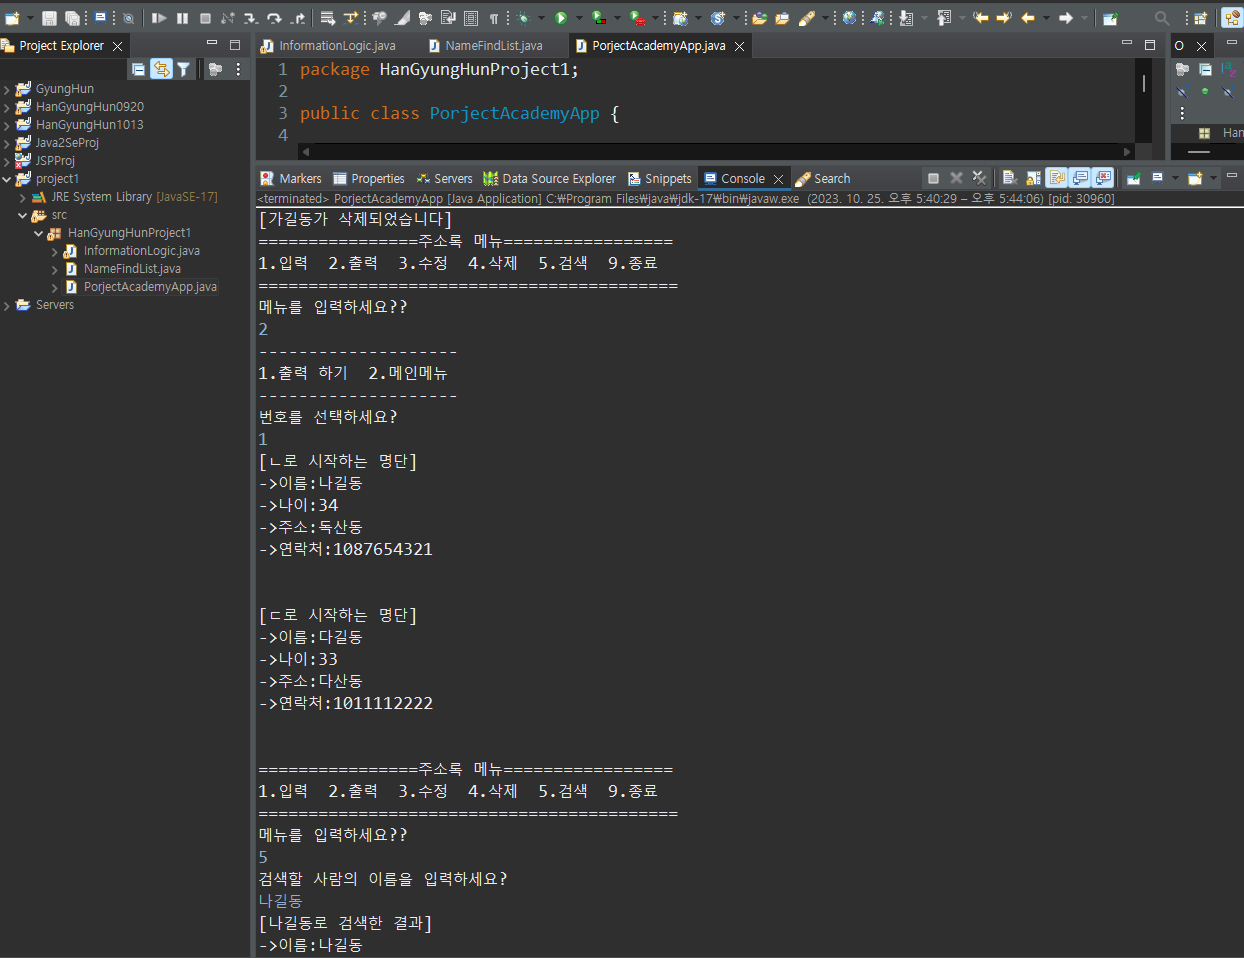 Project Explorer
InformationLogic.java
NameFindList.java
PorjectAcademyApp.java
O
GyungHun
HanGyungHun0920
HanGyungHun1013
Java2SeProj
JSPProj
project1
JRE System Library [JavaSE-17]
src
HanGyungHunProject1
InformationLogic.java
NameFindList.java
PorjectAcademyApp.java
Servers
1 package HanGyungHunProject1;
2
3 public class PorjectAcademyApp {
4
Han
Markers Properties Servers Data Source Explorer Snippets Console Search
<terminated> PorjectAcademyApp [Java Application] C:₩Program Files₩java₩jdk-17₩bin₩javaw.exe (2023. 10. 25. 오후 5:40:29 – 오후 5:44:06) [pid: 30960]
[가길동가 삭제되었습니다]
================주소록 메뉴=================
1.입력  2.출력  3.수정  4.삭제  5.검색  9.종료
==========================================
메뉴를 입력하세요??
2
--------------------
1.출력 하기  2.메인메뉴
--------------------
번호를 선택하세요?
1
[ㄴ로 시작하는 명단]
->이름:나길동
->나이:34
->주소:독산동
->연락처:1087654321
[ㄷ로 시작하는 명단]
->이름:다길동
->나이:33
->주소:다산동
->연락처:1011112222
================주소록 메뉴=================
1.입력  2.출력  3.수정  4.삭제  5.검색  9.종료
==========================================
메뉴를 입력하세요??
5
검색할 사람의 이름을 입력하세요?
나길동
[나길동로 검색한 결과]
->이름:나길동